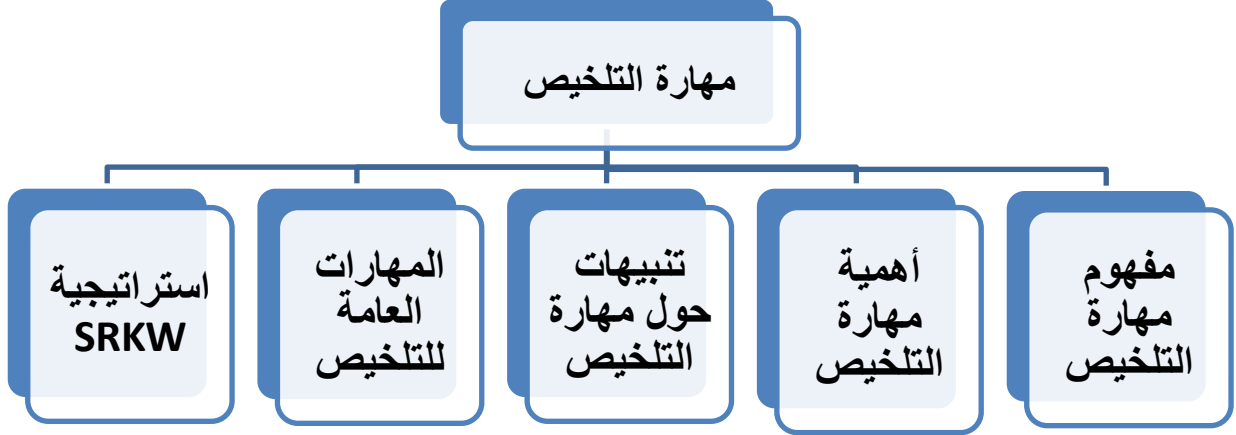 مهارة التلخيص
مفهوم
مهارة
التلخيص
أهمية
مهارة
التلخيص
تنبيهات
حول مهارة
التلخيص
المهارات
العامة
للتلخيص
استراتيجية
SRKW